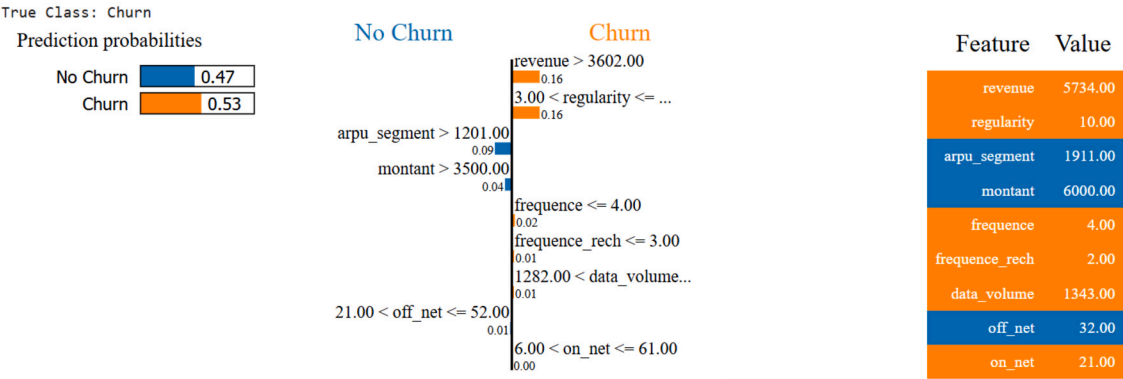 True Class: Churn
Prediction probabilities
No Churn 0.47
Churn 0.53
No Churn Churn
revenue > 3602.00
0.16
3.00 < regularity <= ...
0.16
arpu_segment > 1201.00
0.09
montant > 3500.00
0.04
frequence <= 4.00
0.02
frequence_rech <= 3.00
0.01
1282.00 < data_volume...
0.01
21.00 < off_net <= 52.00
0.01
6.00 < on_net <= 61.00
0.00
Feature Value
revenue 5734.00
regularity 10.00
arpu_segment 1911.00
montant 6000.00
frequence 4.00
frequence_rech 2.00
data_volume 1343.00
off_net 32.00
on_net 21.00